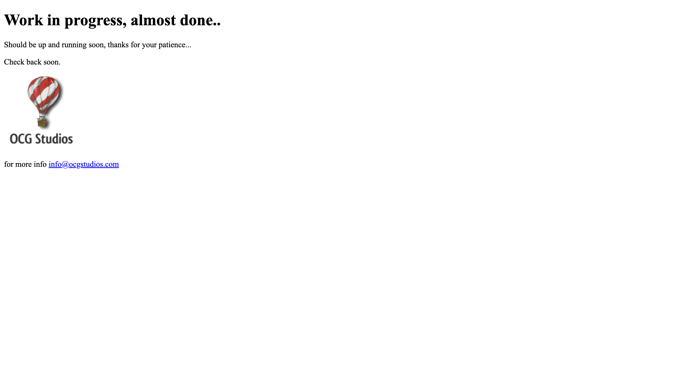 Work in progress, almost done..
Should be up and running soon, thanks for your patience...
Check back soon.
OCG Studios
for more info info@ocgstudios.com